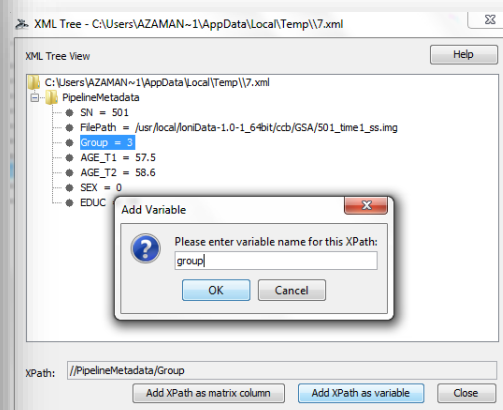 XML Tree - C:\Users\AZAMAN~1\AppData\Local\Temp\\7.xml
XML Tree View
Help
C:\Users\AZAMAN~1\AppData\Local\Temp\\7.xml
PipelineMetadata
SN = 501
FilePath = /usr/local/loniData-1.0-1_64bit/ccb/GSA/501_time1_ss.img
Group = 3
AGE_T1 = 57.5
AGE_T2 = 58.6
SEX = 0
EDUC
Add Variable
Please enter variable name for this XPath:
group
OK Cancel
XPath: //PipelineMetadata/Group
Add XPath as matrix column Add XPath as variable Close